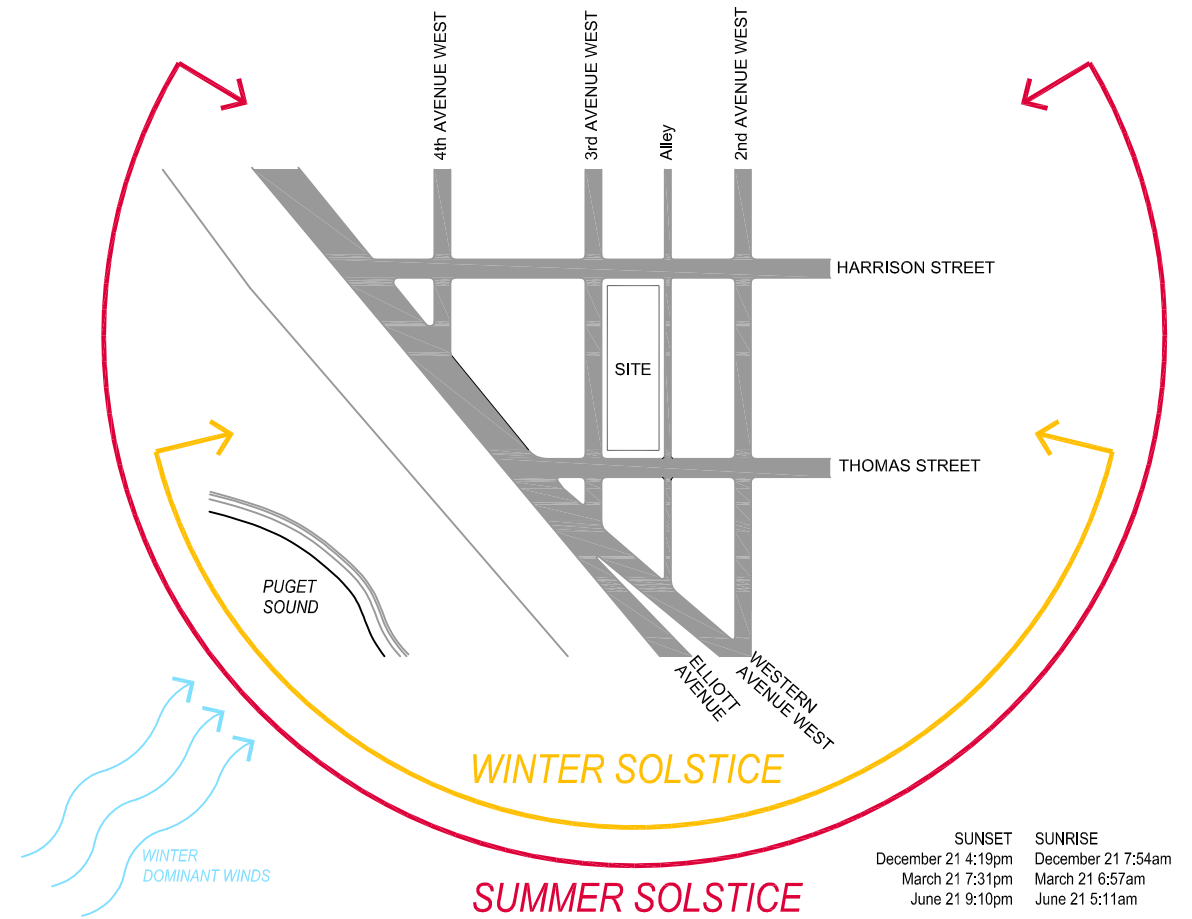 4th AVENUE WEST
3rd AVENUE WEST
Alley
2nd AVENUE WEST
HARRISON STREET
SITE
THOMAS STREET
PUGET
SOUND
ELLIOTT
AVENUE
WESTERN
AVENUE WEST
WINTER SOLSTICE
WINTER
DOMINANT WINDS
SUMMER SOLSTICE
SUNSET SUNRISE
December 21 4:19pm December 21 7:54am
March 21 7:31pm March 21 6:57am
June 21 9:10pm June 21 5:11am